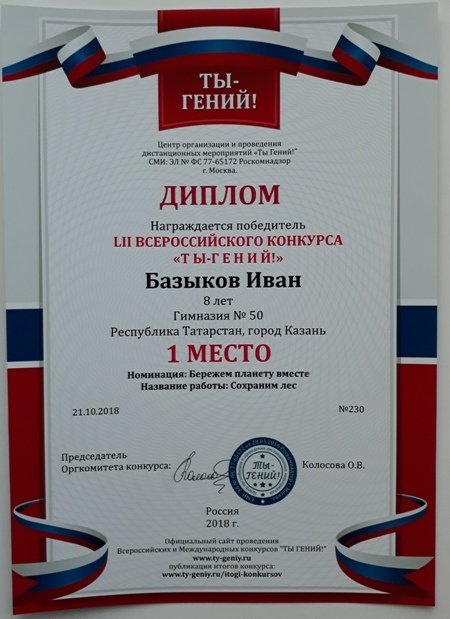 ТЫ-
ГЕНИЙ!
Центр организации и проведения
дистанционных мероприятий «Ты Гений!"
СМИ: ЭЛ № ФС 77-65172 Роскомнадзор
г. Москва.
ДИПЛОМ
Награждается победитель
LII ВСЕРОССИЙСКОГО КОНКУРСА
«Т Ы - Г Е Н И Й!»
Базыков Иван
8 лет
Гимназия № 50
Республика Татарстан, город Казань
1 МЕСТО
Номинация: Бережем планету вместе
Название работы: Сохраним лес
21.10.2018 №230
Председатель
Оргкомитета конкурса: Колосова О.В.
ТЫ-
ГЕНИЙ!
Россия
2018 г.
Официальный сайт проведения
Всероссийских и Международных конкурсов "ТЫ ГЕНИЙ!"
www.ty-geniy.ru
публикация итогов конкурса:
www.ty-geniy.ru/itogi-konkursov